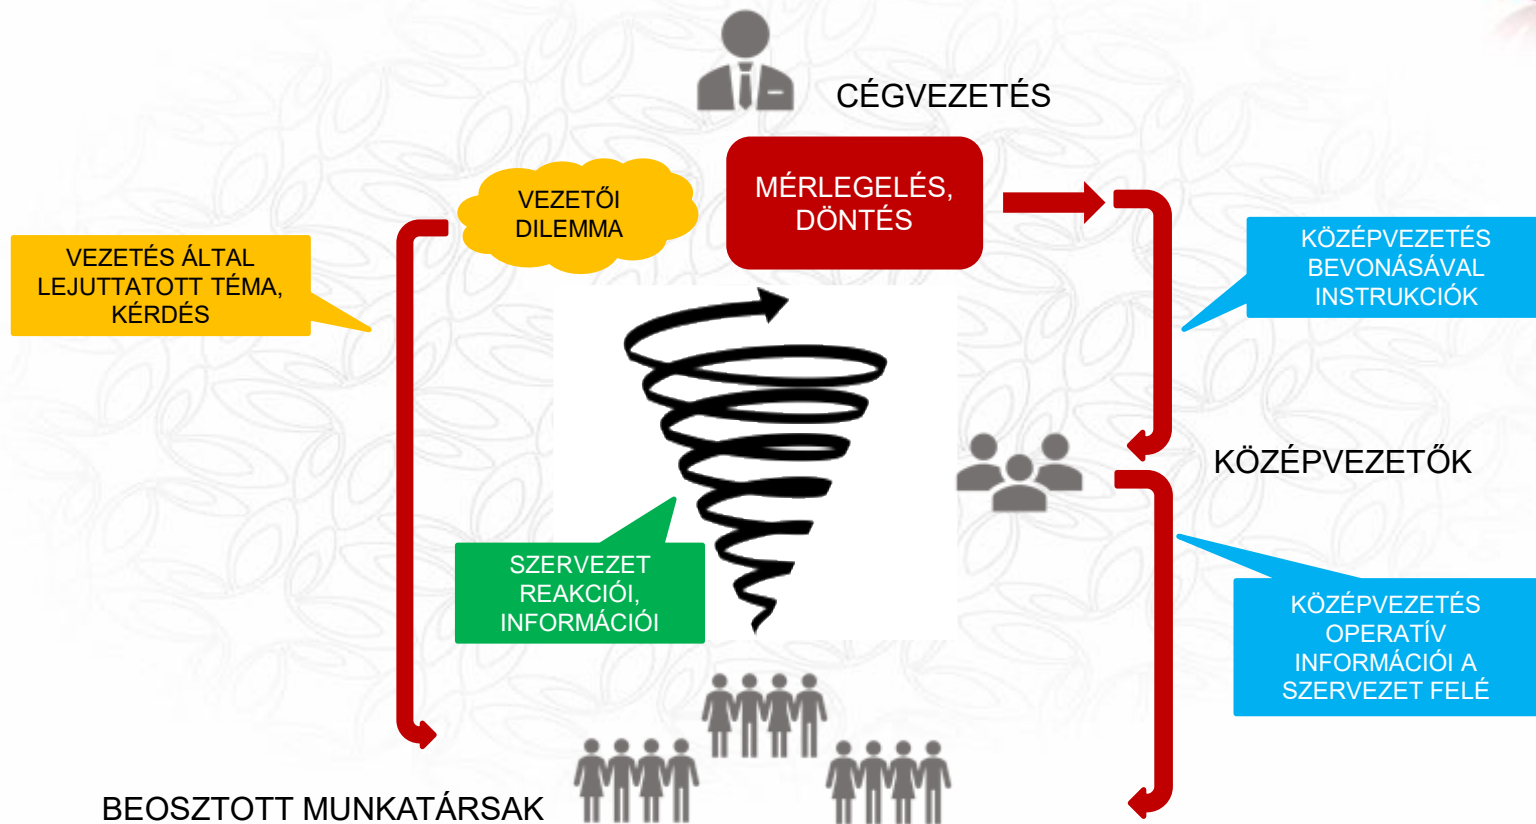 CÉGVEZETÉS
VEZETŐI
DILEMMA
MÉRLEGELÉS,
DÖNTÉS
VEZETÉS ÁLTAL
LEJUTTATOTT TÉMA,
KÉRDÉS
KÖZÉPVEZETÉS
BEVONÁSÁVAL
INSTRUKCIÓK
KÖZÉPVEZETŐK
SZERVEZET
REAKCIÓI,
INFORMÁCIÓI
KÖZÉPVEZETÉS
OPERATÍV
INFORMÁCIÓI A
SZERVEZET FELÉ
BEOSZTOTT MUNKATÁRSAK